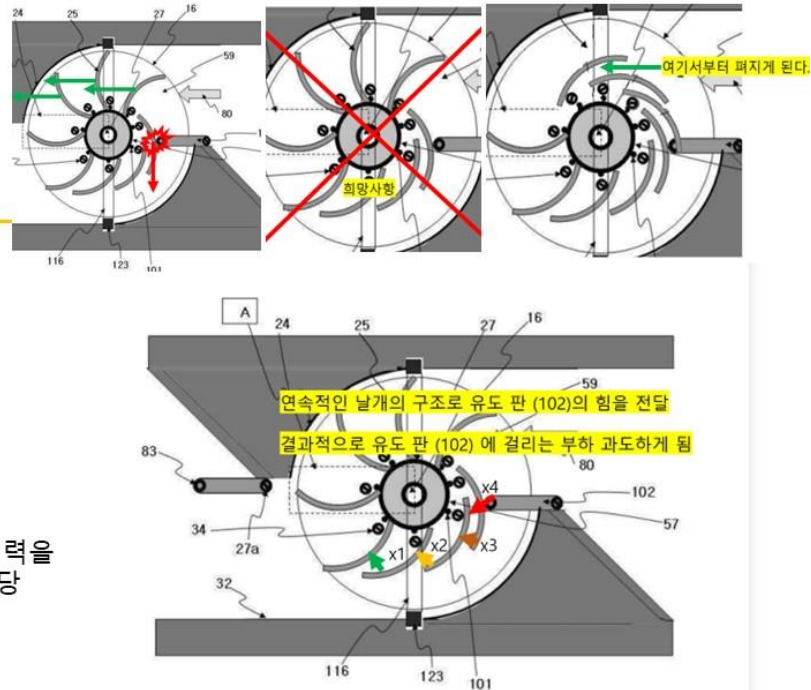 24
25
27
16
59
80
116
123
101
희망사항
여기서부터 펴지게 된다.
A
24
25
27
16
59
연속적인 날개의 구조로 유도 판 (102)의 힘을 전달
결과적으로 유도 판 (102) 에 걸리는 부하 과도하게 됨
80
83
x4
102
34
27a
57
x1
x2
x3
력을
당
32
116
123
101